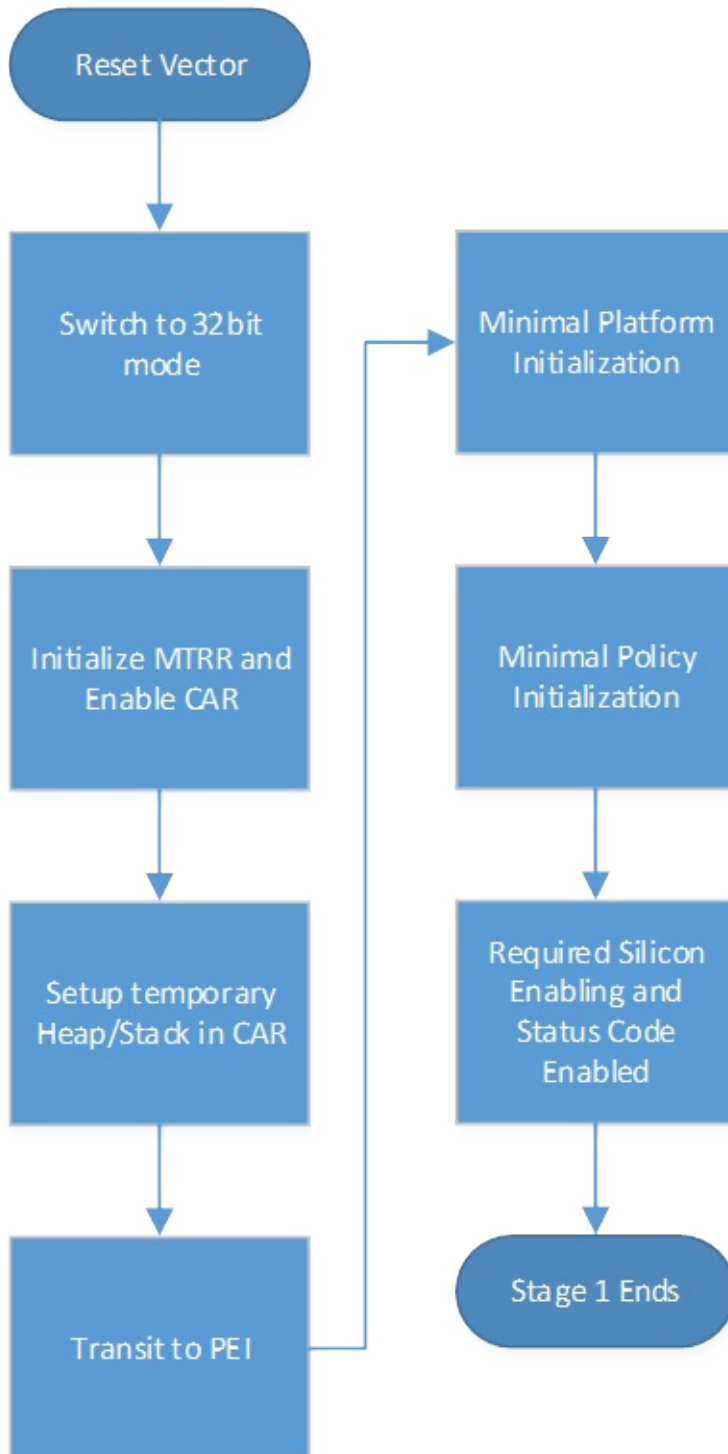 Reset Vector
Switch to 32bit
mode
Initialize MTRR and
Enable CAR
Setup temporary
Heap/Stack in CAR
Transit to PEI
Minimal Platform
Initialization
Minimal Policy
Initialization
Required Silicon
Enabling and
Status Code
Enabled
Stage 1 Ends